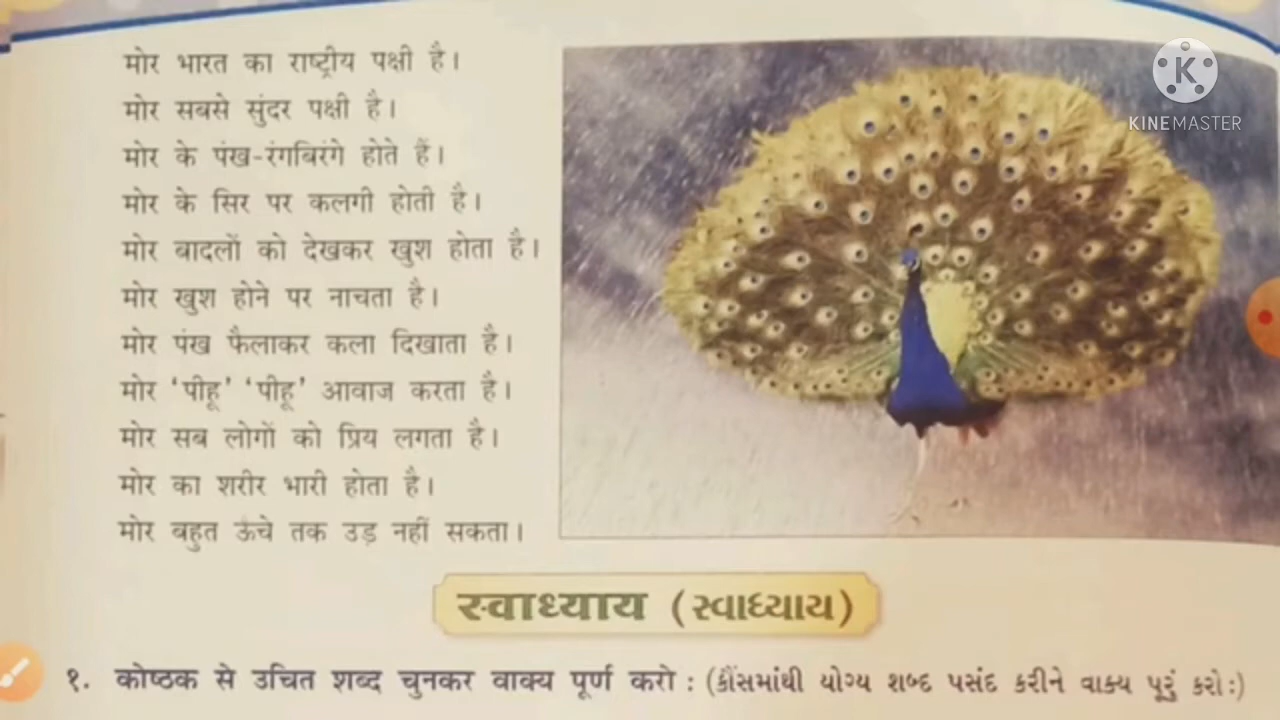 मोर भारत का राष्ट्रीय पक्षी है।
मोर सबसे सुंदर पक्षी है।
मोर के पंख-रंगबिरंगे होते हैं।
मोर के सिर पर कलगी होती है।
मोर बादलों को देखकर खुश होता है।
मोर खुश होने पर नाचता है।
मोर पंख फैलाकर कला दिखाता है।
मोर ‘पीहू’ ‘पीहू’ आवाज करता है।
मोर सब लोगों को प्रिय लगता है।
मोर का शरीर भारी होता है।
मोर बहुत ऊंचे तक उड़ नहीं सकता।
KINEMASTER
स्वाध्याय (સ્વાધ્યાય)
१. कोष्ठक से उचित शब्द चुनकर वाक्य पूर्ण करो : (કૌંસમાંથી યોગ્ય શબ્દ પસંદ કરીને વાક્ય પૂરું કરો :)